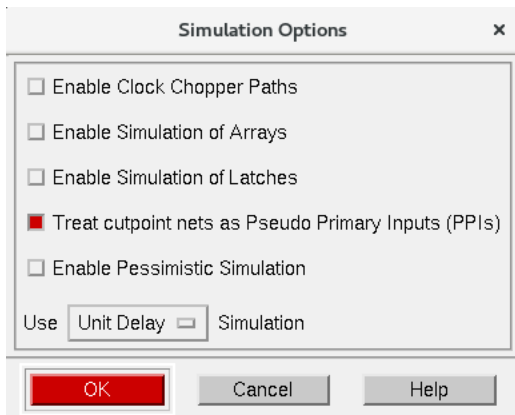 Simulation Options ×
Enable Clock Chopper Paths
Enable Simulation of Arrays
Enable Simulation of Latches
Treat cutpoint nets as Pseudo Primary Inputs (PPIs)
Enable Pessimistic Simulation
Use Unit Delay Simulation
OK Cancel Help